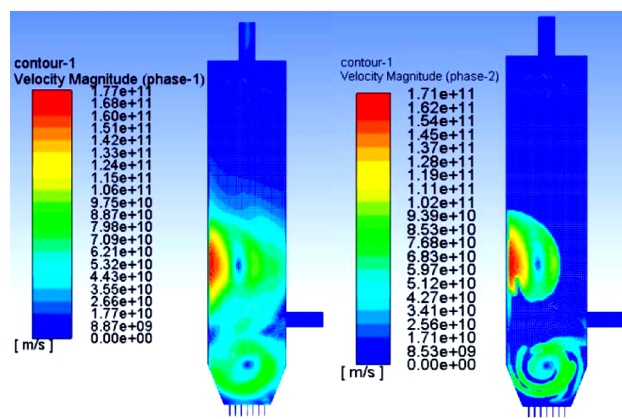 contour-1
Velocity Magnitude (phase-1)
1.77e+11
1.68e+11
1.60e+11
1.51e+11
1.42e+11
1.33e+11
1.24e+11
1.15e+11
1.06e+11
9.75e+10
8.87e+10
7.98e+10
7.09e+10
6.21e+10
5.32e+10
4.43e+10
3.55e+10
2.66e+10
1.77e+10
8.87e+09
0.00e+00
[ m/s ]
contour-1
Velocity Magnitude (phase-2)
1.71e+11
1.62e+11
1.54e+11
1.45e+11
1.37e+11
1.28e+11
1.19e+11
1.11e+11
1.02e+11
9.39e+10
8.53e+10
7.68e+10
6.83e+10
5.97e+10
5.12e+10
4.27e+10
3.41e+10
2.56e+10
1.71e+10
8.53e+09
0.00e+00
[ m/s ]